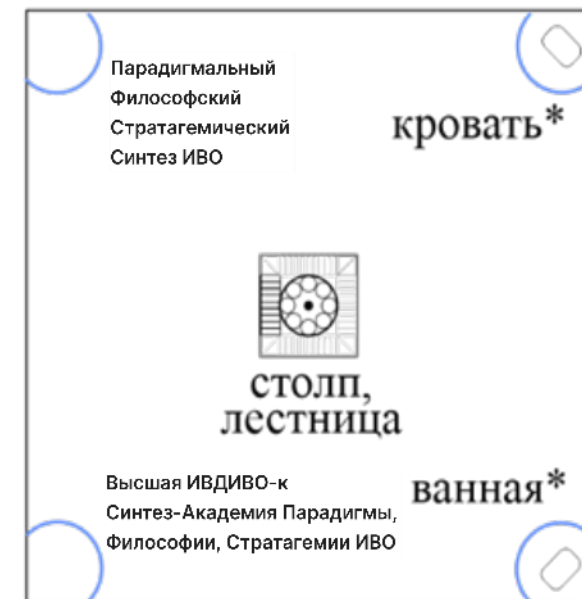 Парадигмальный
Философский
Стратагемический
Синтез ИВО
кровать*
столп,
лестница
Высшая ИВДИВО-к
Синтез-Академия Парадигмы,
Философии, Стратагемии ИВО
ванная*